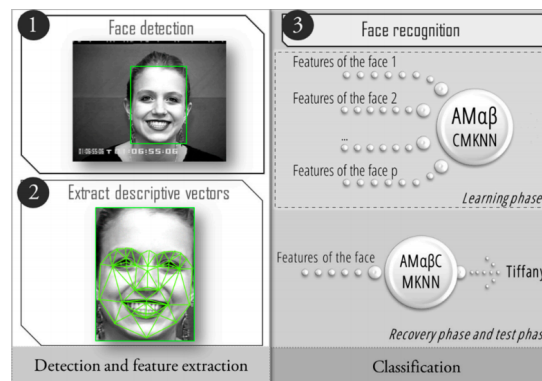 1
Face detection
2
Extract descriptive vectors
Detection and feature extraction
3
Face recognition
Features of the face 1
Features of the face 2
...
Features of the face p
AMαβ
CMKNN
Learning phase
Features of the face
AMαβC
MKNN
Tiffany
Recovery phase and test phas
Classification